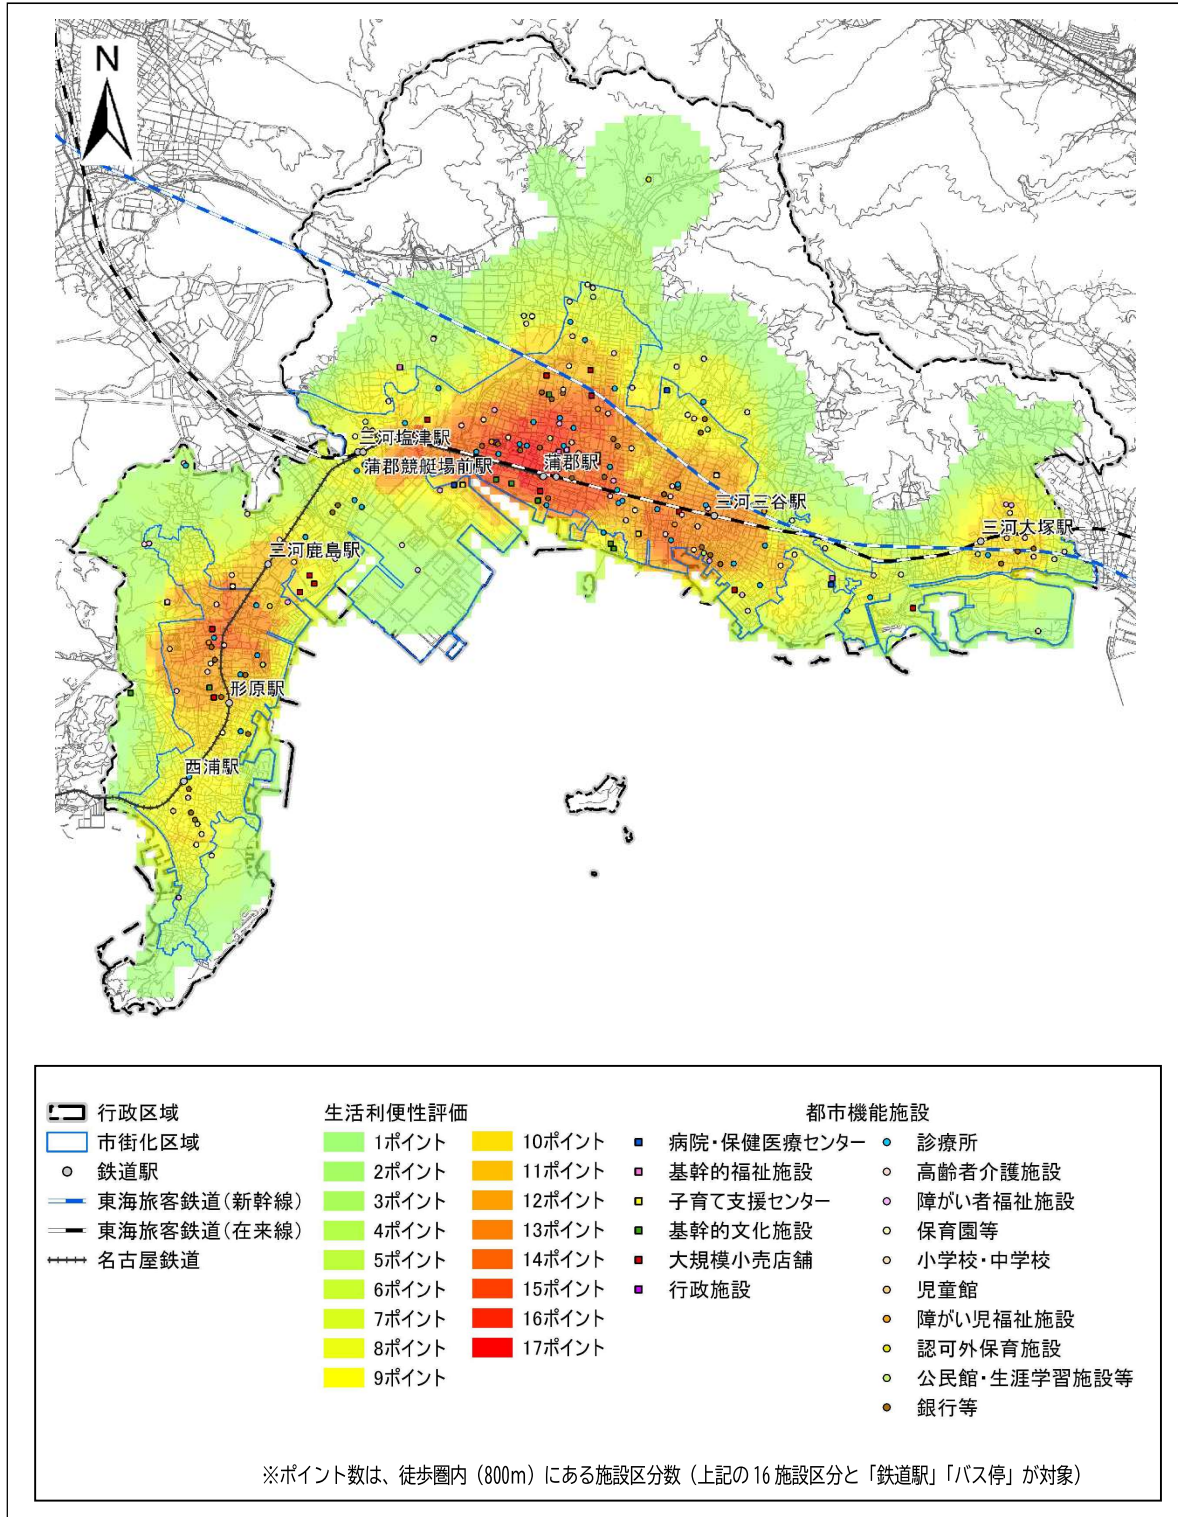 N
三河塩津駅
蒲郡競艇場前駅
蒲郡駅
三河三谷駅
三河大塚駅
三河鹿島駅
形原駅
西浦駅
行政区域
市街化区域
鉄道駅
東海旅客鉄道(新幹線)
東海旅客鉄道(在来線)
名古屋鉄道
生活利便性評価
1ポイント
2ポイント
3ポイント
4ポイント
5ポイント
6ポイント
7ポイント
8ポイント
9ポイント
10ポイント
11ポイント
12ポイント
13ポイント
14ポイント
15ポイント
16ポイント
17ポイント
都市機能施設
病院・保健医療センター
基幹的福祉施設
子育て支援センター
基幹的文化施設
大規模小売店舗
行政施設
診療所
高齢者介護施設
障がい者福祉施設
保育園等
小学校・中学校
児童館
障がい児福祉施設
認可外保育施設
公民館・生涯学習施設等
銀行等
※ポイント数は、徒歩圏内(800m)にある施設区分数(上記の16施設区分と「鉄道駅」「バス停」が対象)